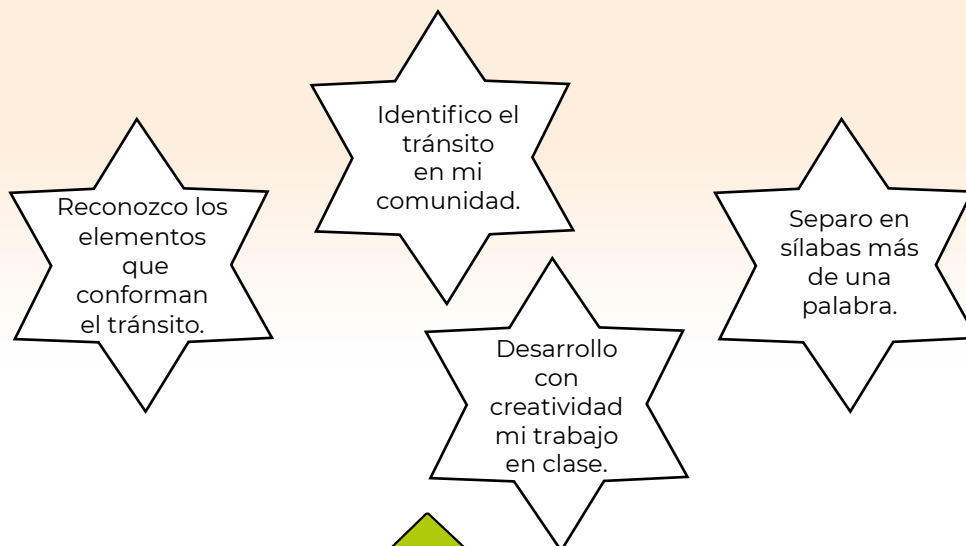 Identifico el
tránsito
en mi
comunidad.
Reconozco los
elementos
que
conforman
el tránsito.
Separo en
sílabas más
de una
palabra.
Desarrollo
con
creatividad
mi trabajo
en clase.